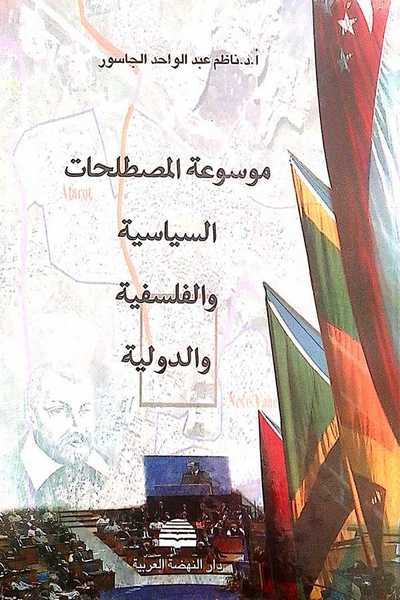 أ.د. ناظم عبد الواحد الجاسور
موسوعة المصطلحات
السياسية
والفلسفية
والدولية
دار النهضة العربية